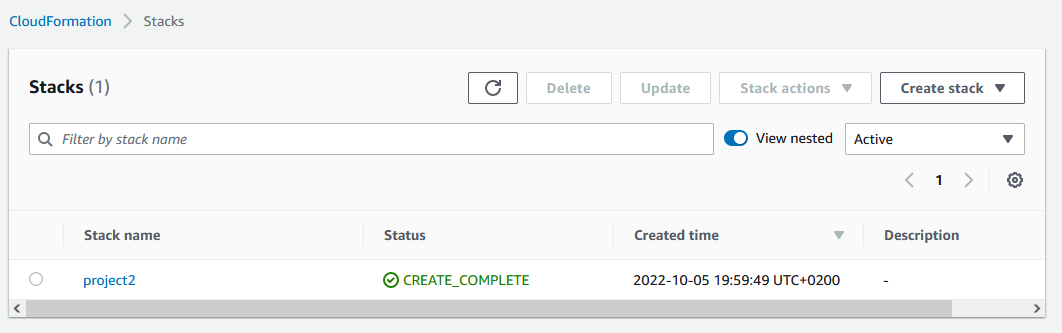 CloudFormation > Stacks
Stacks (1)
Delete
Update
Stack actions
Create stack
Filter by stack name
View nested
Active
1
Stack name
Status
Created time
Description
project2
CREATE_COMPLETE
2022-10-05 19:59:49 UTC+0200
-